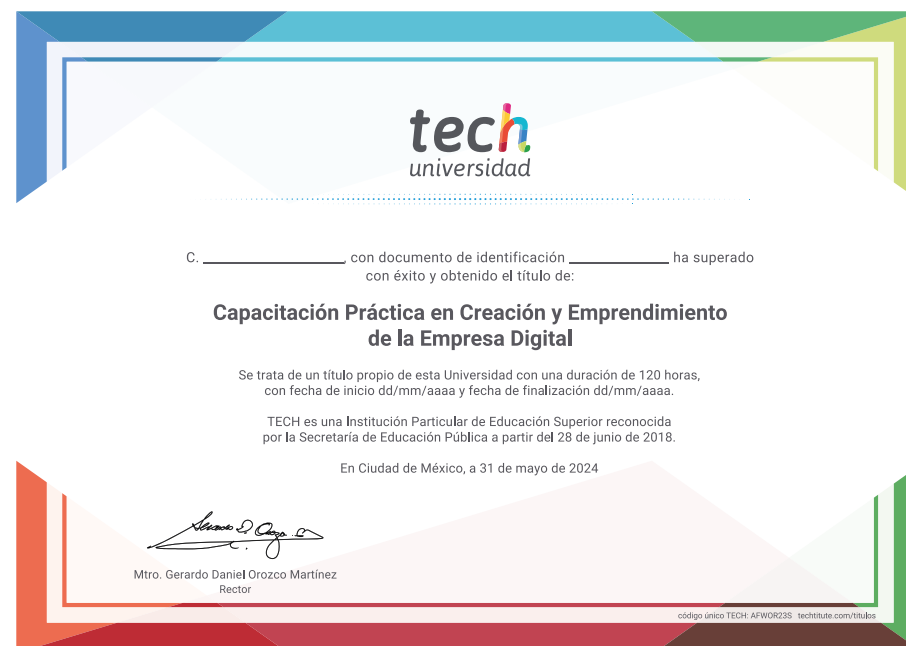 tech
universidad
C. ____________, con documento de identificación ____________ ha superado
con éxito y obtenido el título de:
Capacitación Práctica en Creación y Emprendimiento
de la Empresa Digital
Se trata de un título propio de esta Universidad con una duración de 120 horas,
con fecha de inicio dd/mm/aaaa y fecha de finalización dd/mm/aaaa.
TECH es una Institución Particular de Educación Superior reconocida
por la Secretaría de Educación Pública a partir del 28 de junio de 2018.
En Ciudad de México, a 31 de mayo de 2024
Mtro. Gerardo Daniel Orozco Martínez
Rector
código único TECH: AFWOR23S techtitute.com/titulos